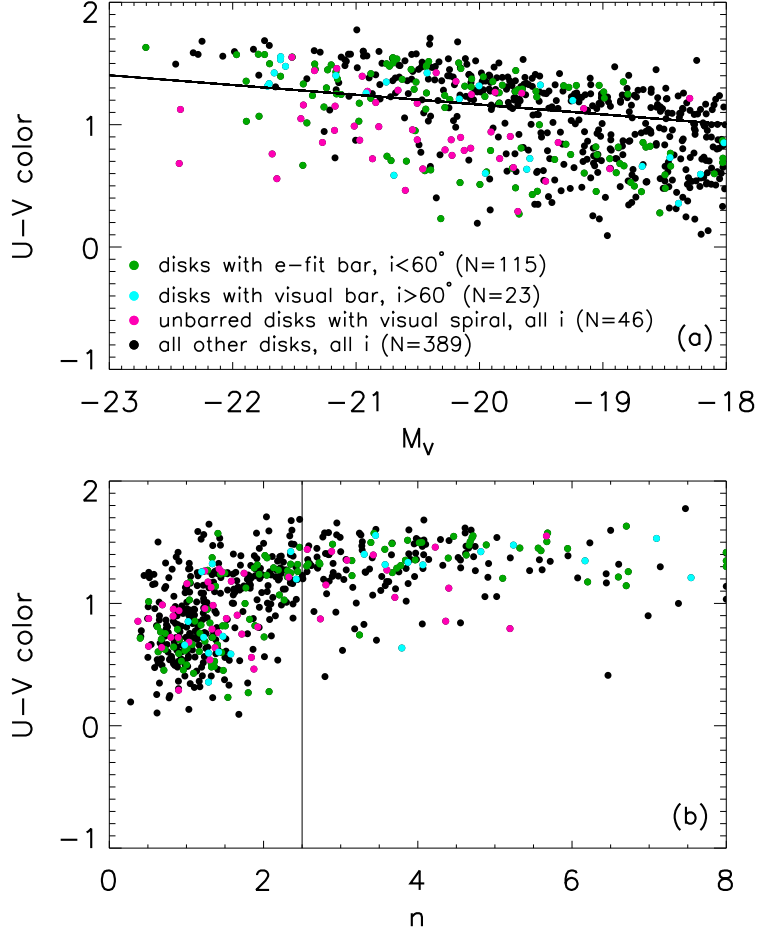 2
1
0
−1
U−V color
disks with e-fit bar, i<60° (N=115)
disks with visual bar, i>60° (N=23)
unbarred disks with visual spiral, all i (N=46)
all other disks, all i (N=389)
(a)
−23 −22 −21 −20 −19 −18
M_V
2
1
0
−1
U−V color
(b)
0 2 4 6 8
n